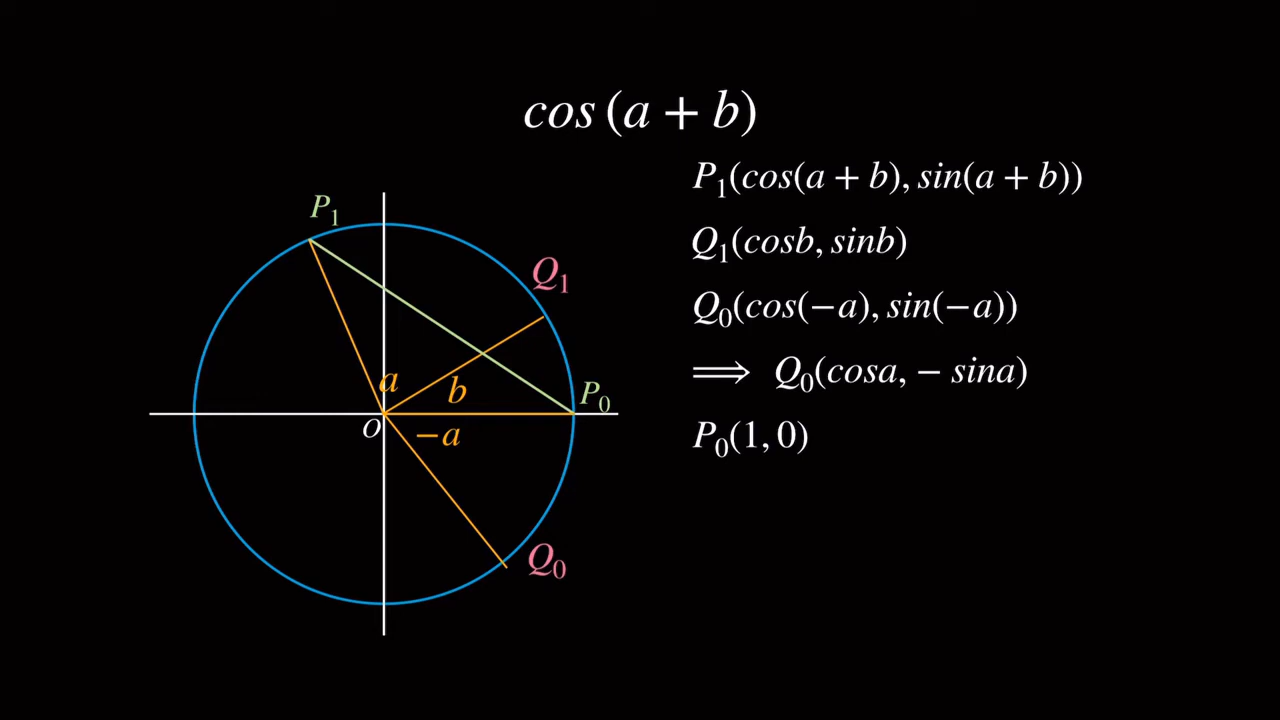 cos (a + b)
P₁(cos(a + b), sin(a + b))
Q₁(cosb, sinb)
Q₀(cos(−a), sin(−a))
⟹ Q₀(cosa, − sina)
P₀(1, 0)
P₁
Q₁
a
b
P₀
O
−a
Q₀